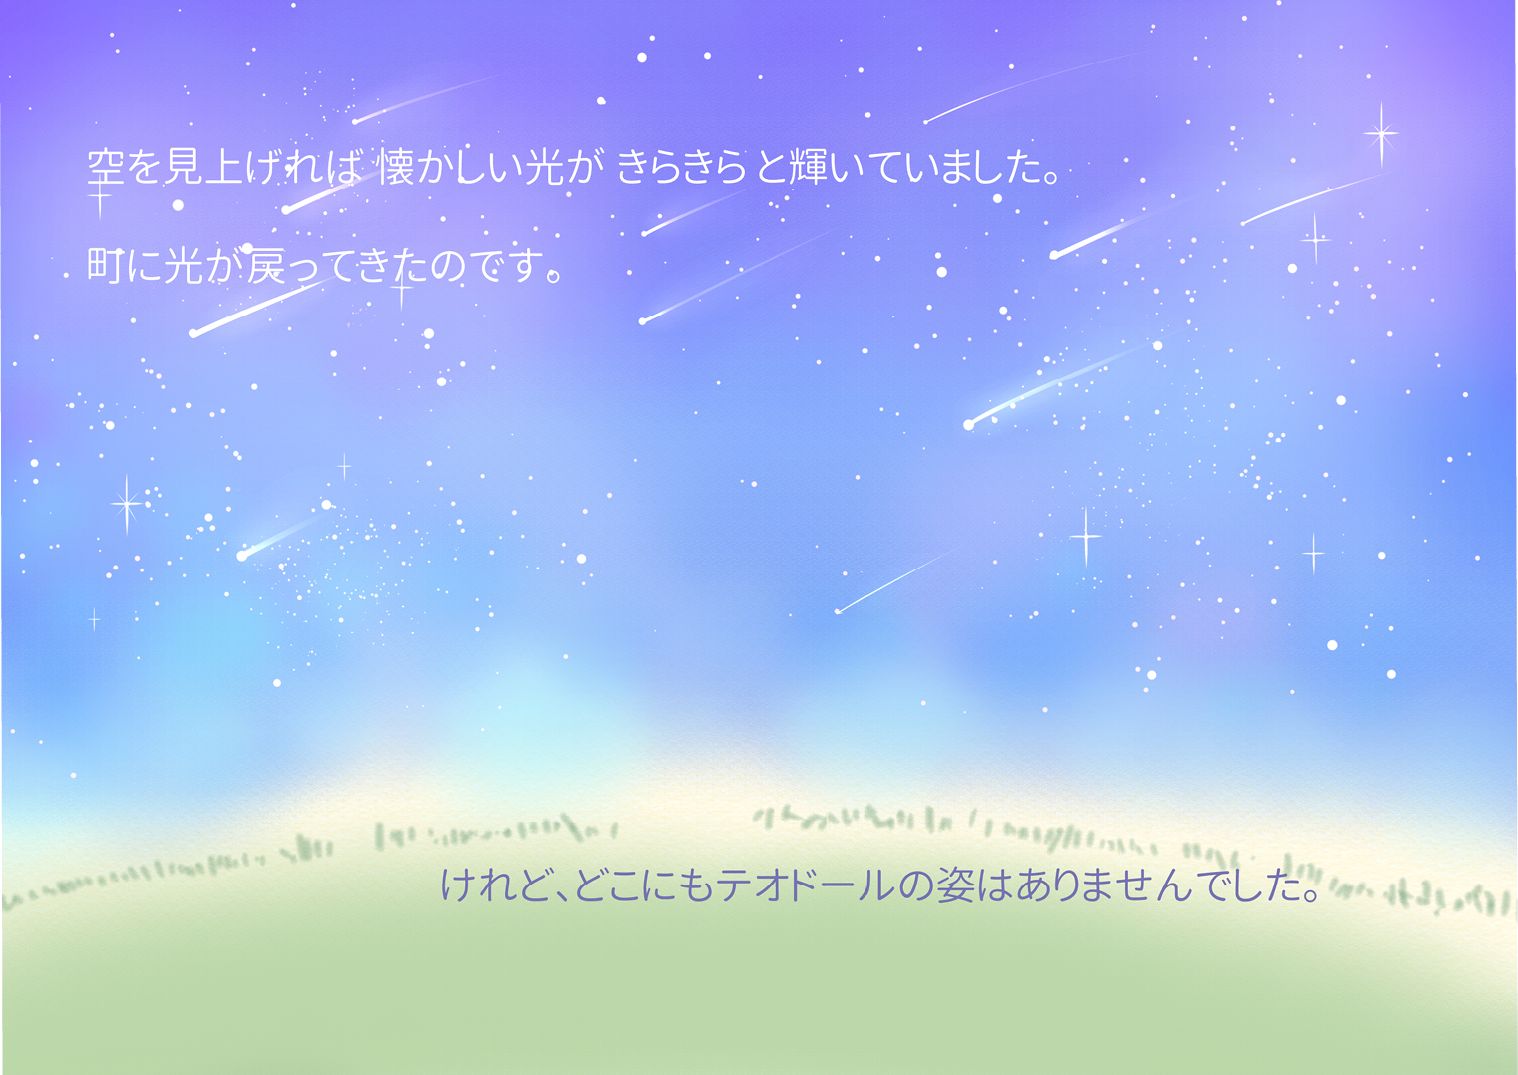 空を見上げれば 懐かしい光が きらきらと輝いていました。
町に光が戻ってきたのです。
けれど、どこにもテオドールの姿はありませんでした。